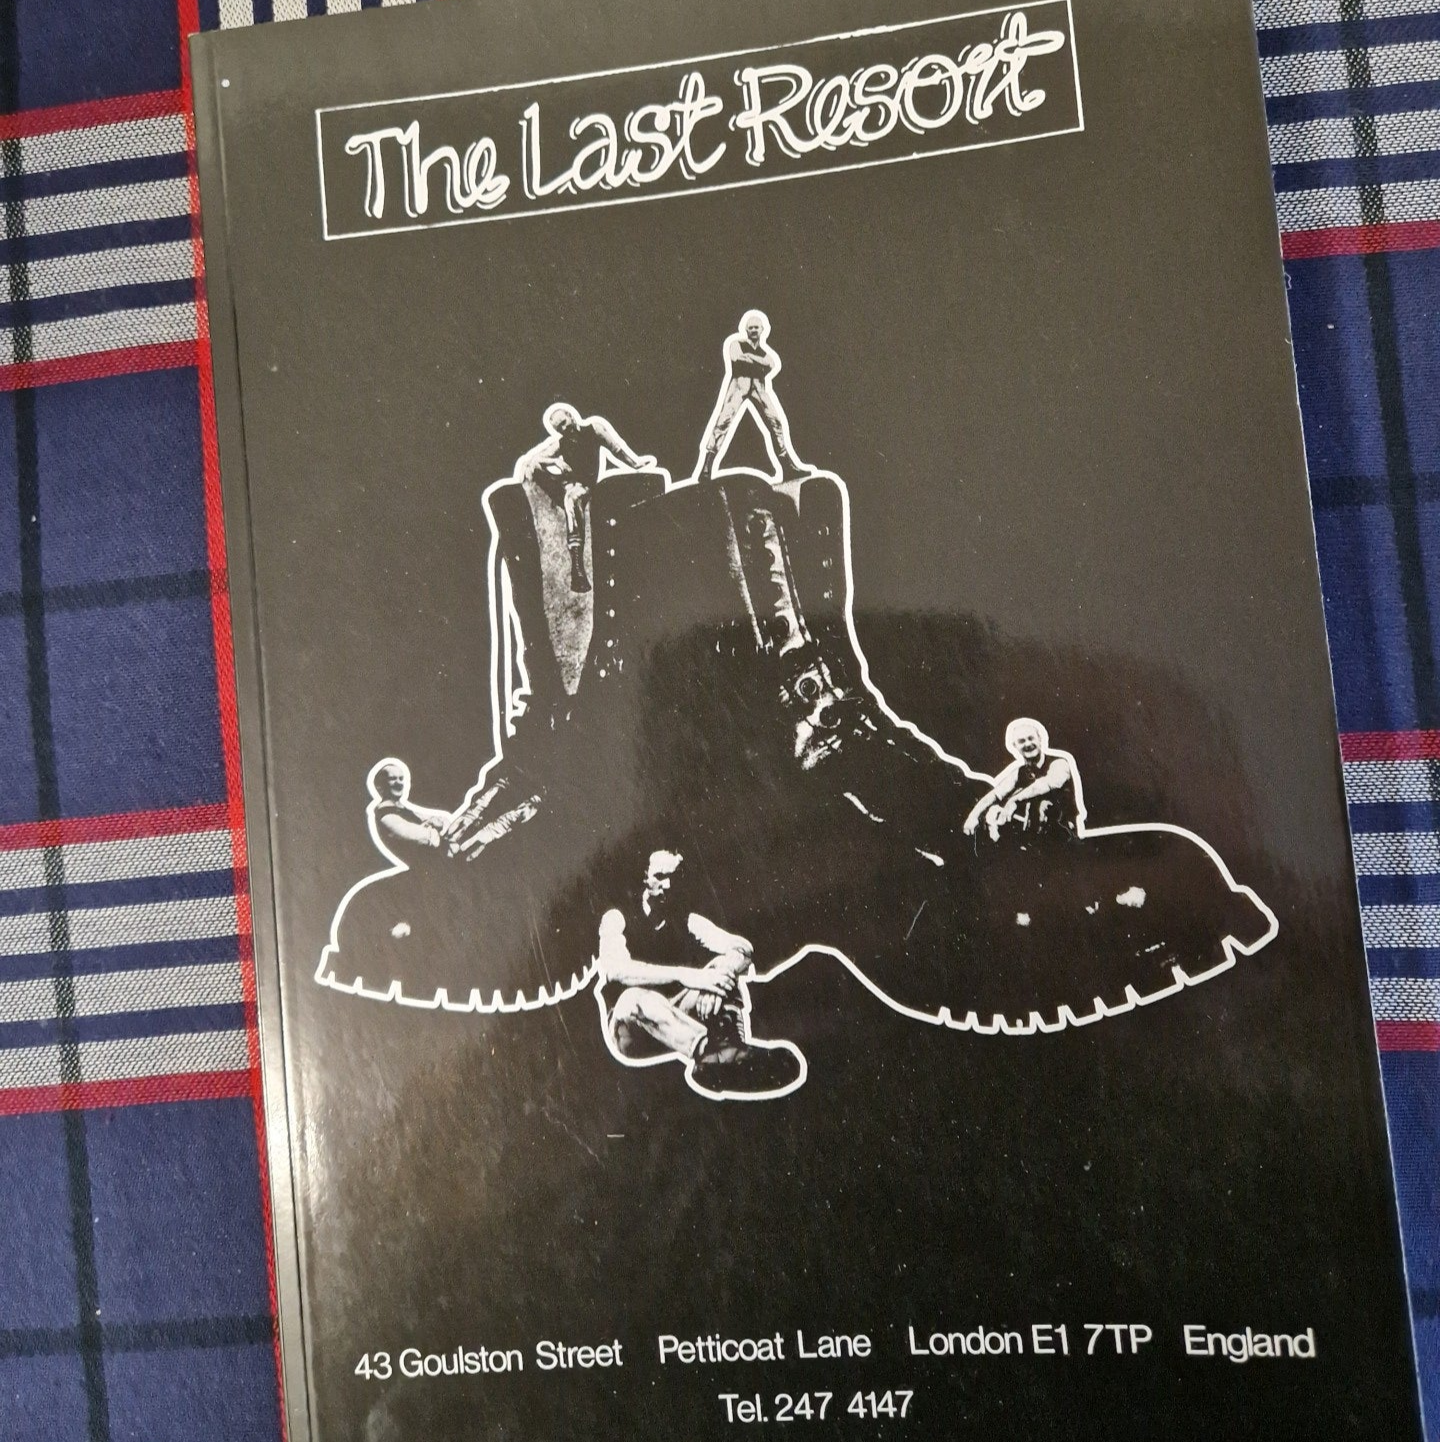 The Last Resort
43 Goulston Street Petticoat Lane London E1 7TP England
Tel. 247 4147